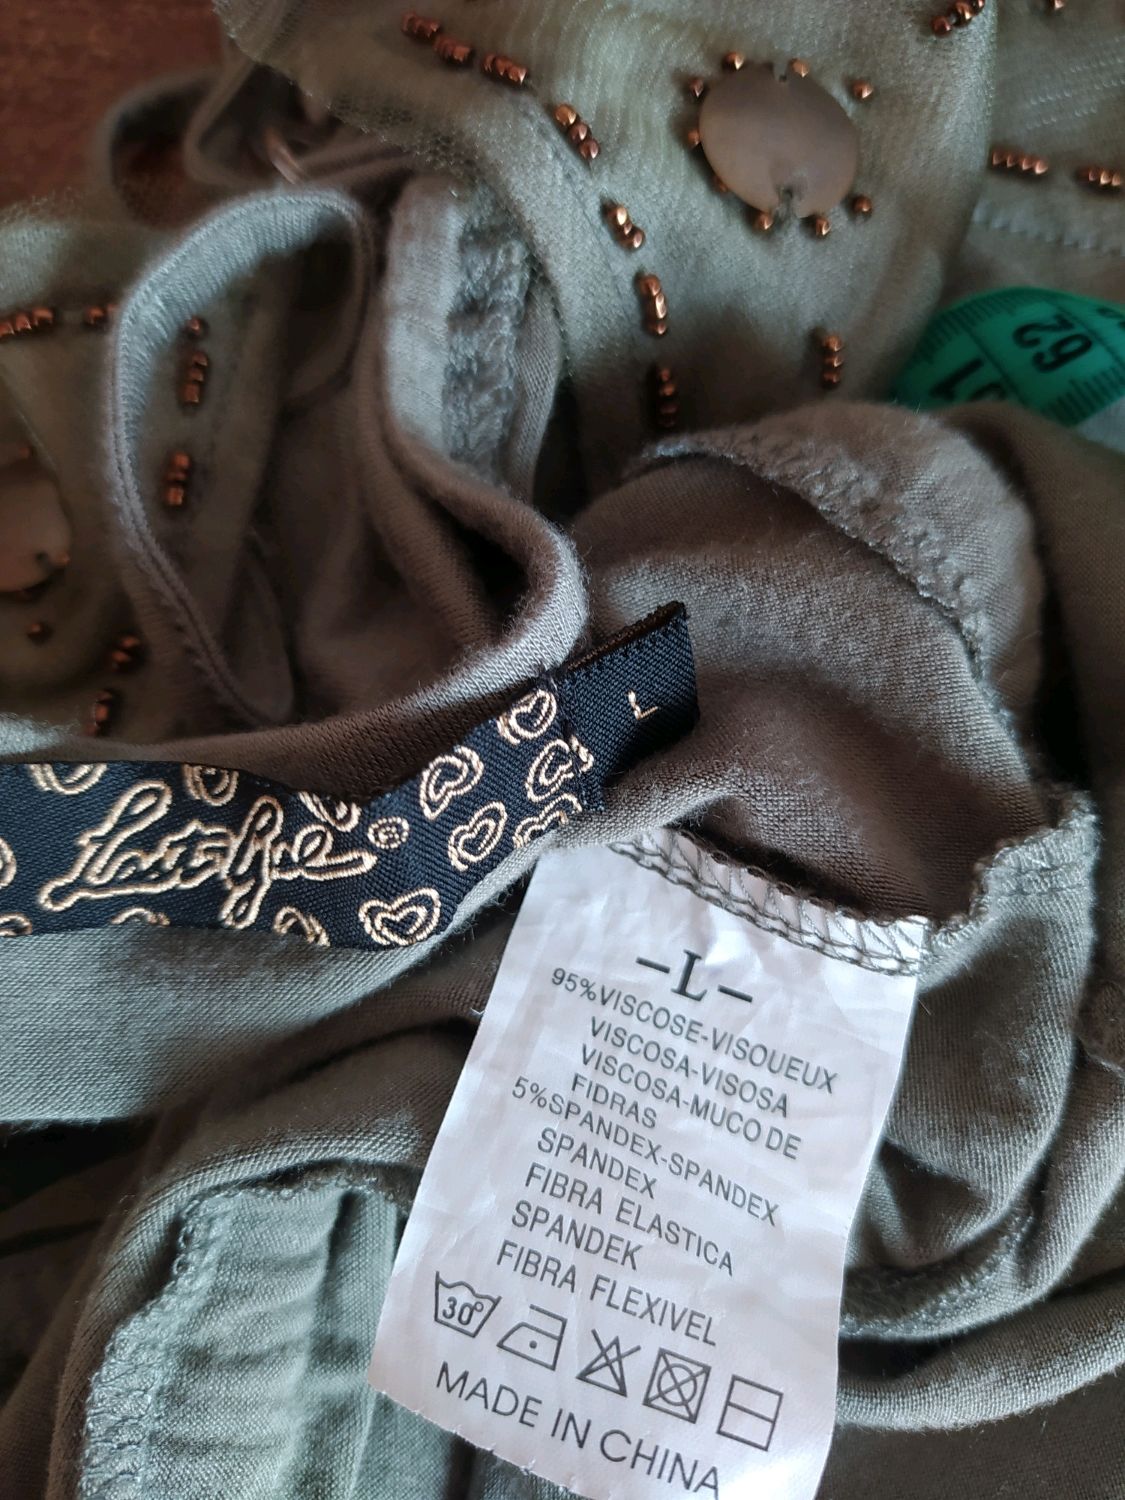 62
L
-L-
95%VISCOSE-VISOUEUX
VISCOSA-VISOSA
VISCOSA-MUCO DE
FIDRAS
5%SPANDEX-SPANDEX
SPANDEX
FIBRA ELASTICA
SPANDEK
FIBRA FLEXIVEL
30°
MADE IN CHINA